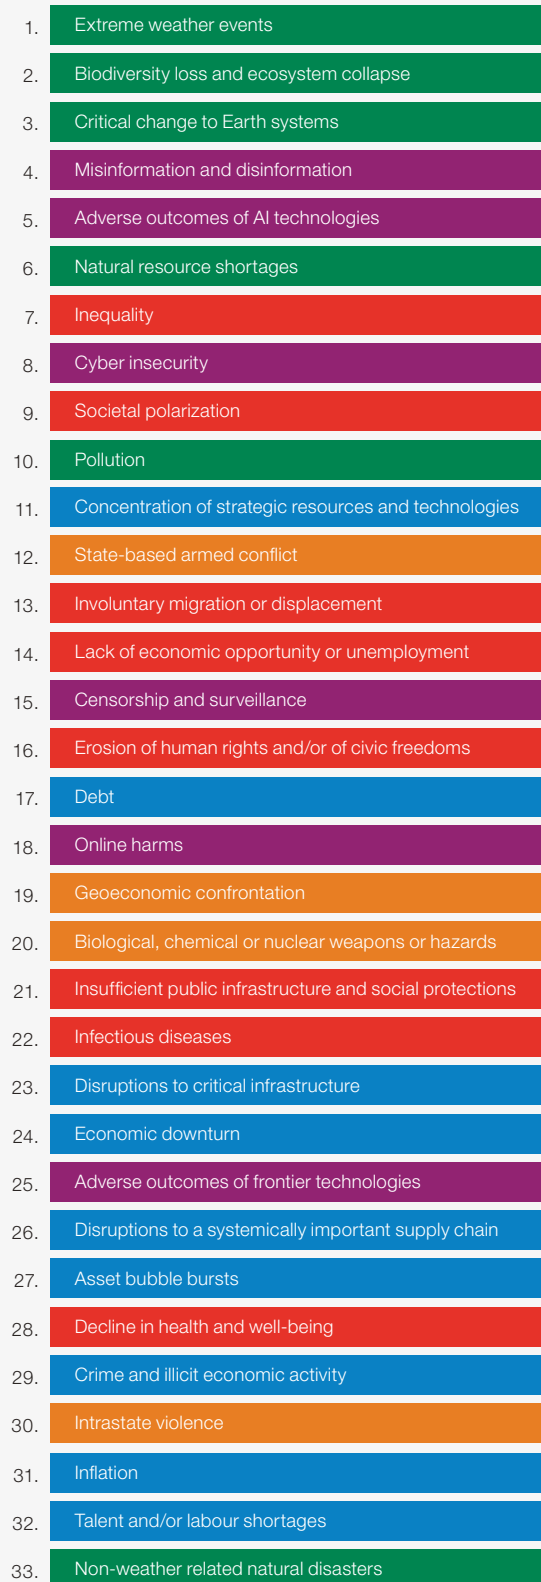 1. Extreme weather events
2. Biodiversity loss and ecosystem collapse
3. Critical change to Earth systems
4. Misinformation and disinformation
5. Adverse outcomes of AI technologies
6. Natural resource shortages
7. Inequality
8. Cyber insecurity
9. Societal polarization
10. Pollution
11. Concentration of strategic resources and technologies
12. State-based armed conflict
13. Involuntary migration or displacement
14. Lack of economic opportunity or unemployment
15. Censorship and surveillance
16. Erosion of human rights and/or of civic freedoms
17. Debt
18. Online harms
19. Geoeconomic confrontation
20. Biological, chemical or nuclear weapons or hazards
21. Insufficient public infrastructure and social protections
22. Infectious diseases
23. Disruptions to critical infrastructure
24. Economic downturn
25. Adverse outcomes of frontier technologies
26. Disruptions to a systemically important supply chain
27. Asset bubble bursts
28. Decline in health and well-being
29. Crime and illicit economic activity
30. Intrastate violence
31. Inflation
32. Talent and/or labour shortages
33. Non-weather related natural disasters